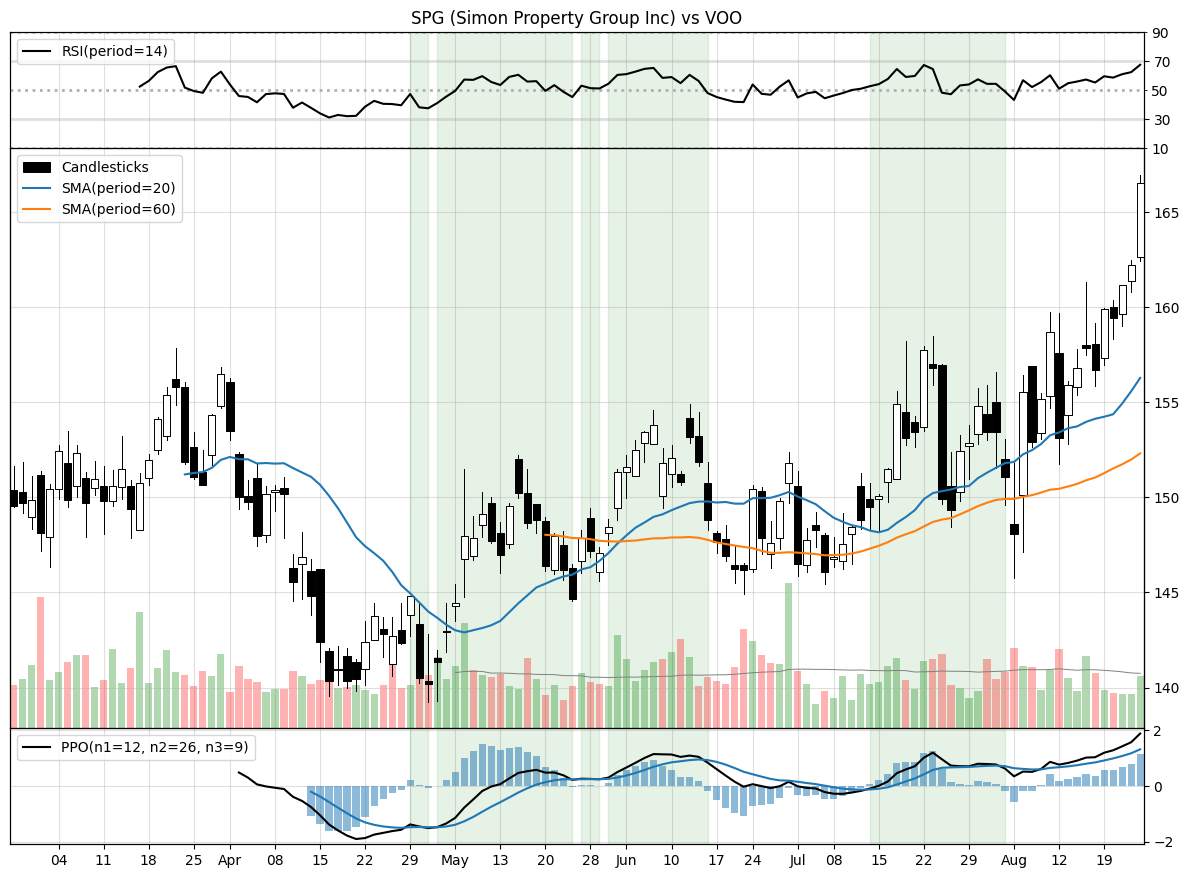 SPG (Simon Property Group Inc) vs VOO
RSI(period=14)
90
70
50
30
10
Candlesticks
SMA(period=20)
SMA(period=60)
165
160
155
150
145
140
PPO(n1=12, n2=26, n3=9)
2
0
−2
04 11 18 25 Apr 08 15 22 29 May 13 20 28 Jun 10 17 24 Jul 08 15 22 29 Aug 12 19